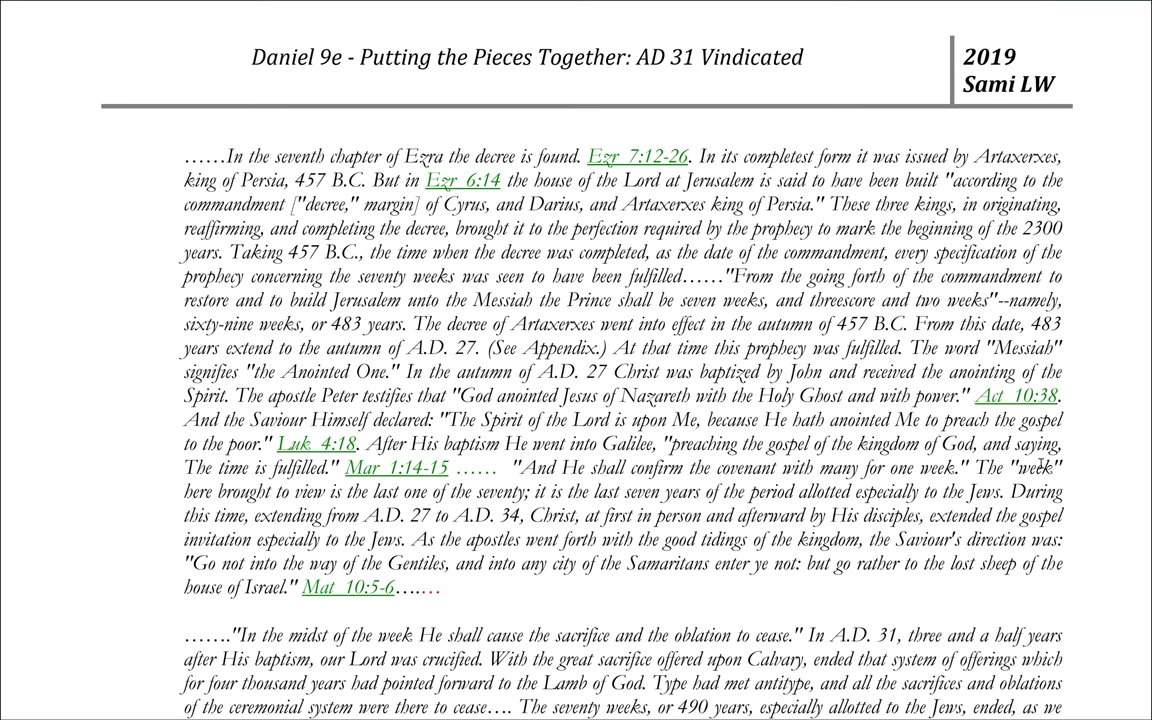 Daniel 9e - Putting the Pieces Together: AD 31 Vindicated
2019
Sami LW
……In the seventh chapter of Ezra the decree is found. Ezr_7:12-26. In its completest form it was issued by Artaxerxes,
king of Persia, 457 B.C. But in Ezr_6:14 the house of the Lord at Jerusalem is said to have been built "according to the
commandment ["decree," margin] of Cyrus, and Darius, and Artaxerxes king of Persia." These three kings, in originating,
reaffirming, and completing the decree, brought it to the perfection required by the prophecy to mark the beginning of the 2300
years. Taking 457 B.C., the time when the decree was completed, as the date of the commandment, every specification of the
prophecy concerning the seventy weeks was seen to have been fulfilled……"From the going forth of the commandment to
restore and to build Jerusalem unto the Messiah the Prince shall be seven weeks, and threescore and two weeks"--namely,
sixty-nine weeks, or 483 years. The decree of Artaxerxes went into effect in the autumn of 457 B.C. From this date, 483
years extend to the autumn of A.D. 27. (See Appendix.) At that time this prophecy was fulfilled. The word "Messiah"
signifies "the Anointed One." In the autumn of A.D. 27 Christ was baptized by John and received the anointing of the
Spirit. The apostle Peter testifies that "God anointed Jesus of Nazareth with the Holy Ghost and with power." Act_10:38.
And the Saviour Himself declared: "The Spirit of the Lord is upon Me, because He hath anointed Me to preach the gospel
to the poor." Luk_4:18. After His baptism He went into Galilee, "preaching the gospel of the kingdom of God, and saying,
The time is fulfilled." Mar_1:14-15 …… "And He shall confirm the covenant with many for one week." The "week"
here brought to view is the last one of the seventy; it is the last seven years of the period allotted especially to the Jews. During
this time, extending from A.D. 27 to A.D. 34, Christ, at first in person and afterward by His disciples, extended the gospel
invitation especially to the Jews. As the apostles went forth with the good tidings of the kingdom, the Saviour's direction was:
"Go not into the way of the Gentiles, and into any city of the Samaritans enter ye not: but go rather to the lost sheep of the
house of Israel." Mat_10:5-6….…
…….“In the midst of the week He shall cause the sacrifice and the oblation to cease." In A.D. 31, three and a half years
after His baptism, our Lord was crucified. With the great sacrifice offered upon Calvary, ended that system of offerings which
for four thousand years had pointed forward to the Lamb of God. Type had met antitype, and all the sacrifices and oblations
of the ceremonial system were there to cease…. The seventy weeks, or 490 years, especially allotted to the Jews, ended, as we